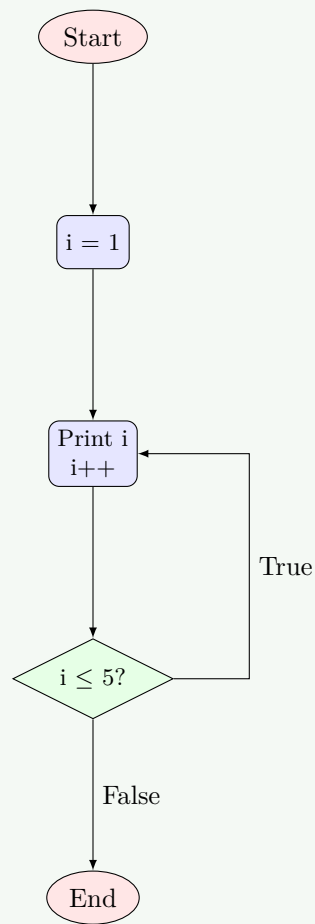 Start
i = 1
Print i
i++
True
i ≤ 5?
False
End